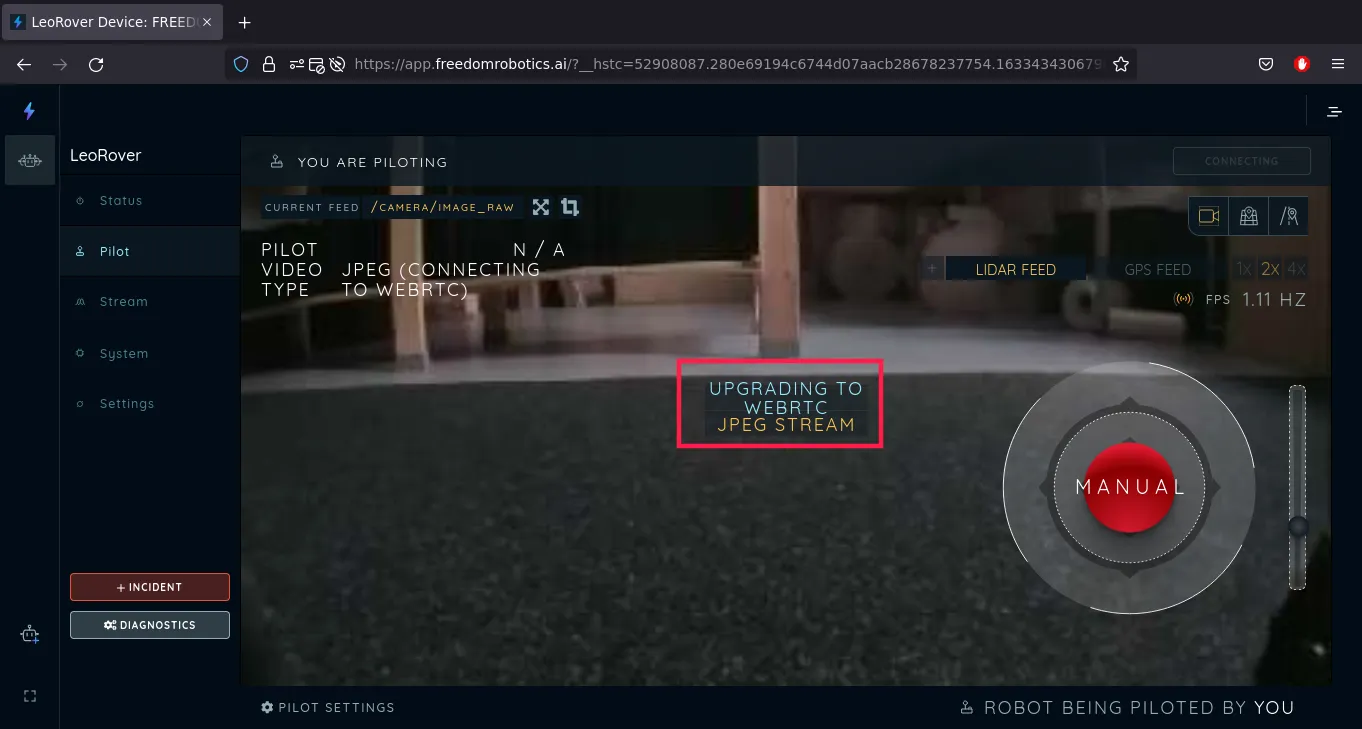 LeoRover Device: FREED
https://app.freedomrobotics.ai/?__hstc=52908087.280e69194c6744d07aacb28678237754.163343430679
LeoRover
Status
Pilot
Stream
System
Settings
+ INCIDENT
DIAGNOSTICS
YOU ARE PILOTING
CONNECTING
CURRENT FEED /CAMERA/IMAGE_RAW
PILOT N / A
VIDEO JPEG (CONNECTING
TYPE TO WEBRTC)
+ LIDAR FEED GPS FEED 1X 2X 4X
FPS 1.11 HZ
UPGRADING TO
WEBRTC
JPEG STREAM
MANUAL
PILOT SETTINGS
ROBOT BEING PILOTED BY YOU